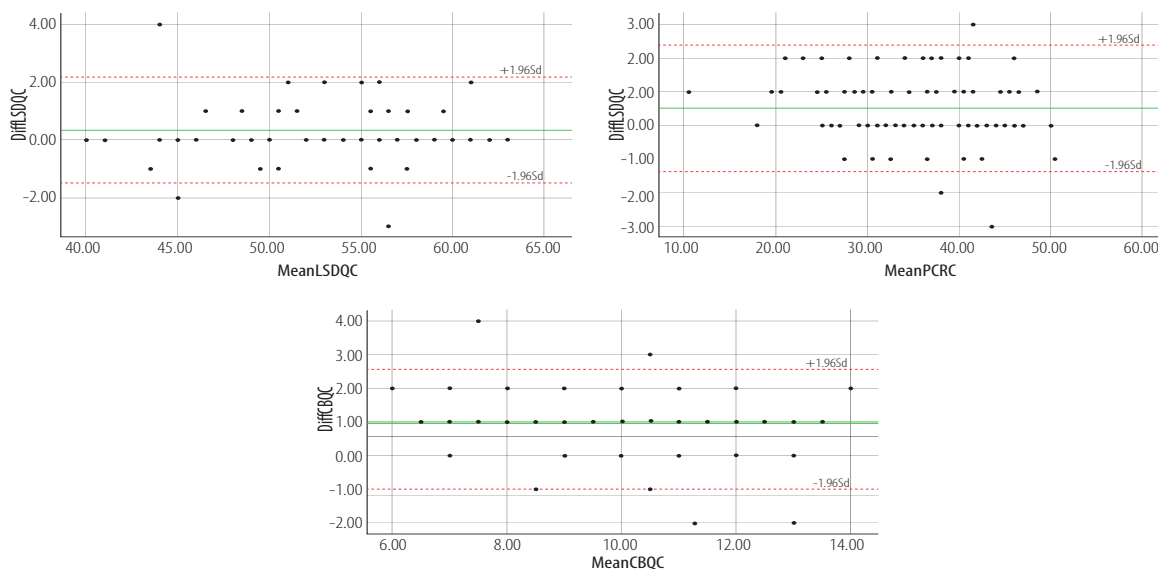 4.00
+1.96Sd
2.00
DiffLSDQC
0.00
-1.96Sd
-2.00
40.00 45.00 50.00 55.00 60.00 65.00
MeanLSDQC
3.00
+1.96Sd
2.00
2.00
DiffLSDQC
0.00
-1.00
-1.96Sd
-2.00
-3.00
10.00 20.00 30.00 40.00 50.00 60.00
MeanPCRC
4.00
3.00
+1.96Sd
2.00
DiffCBQC
1.00
0.00
-1.00
-1.96Sd
-2.00
6.00 8.00 10.00 12.00 14.00
MeanCBQC